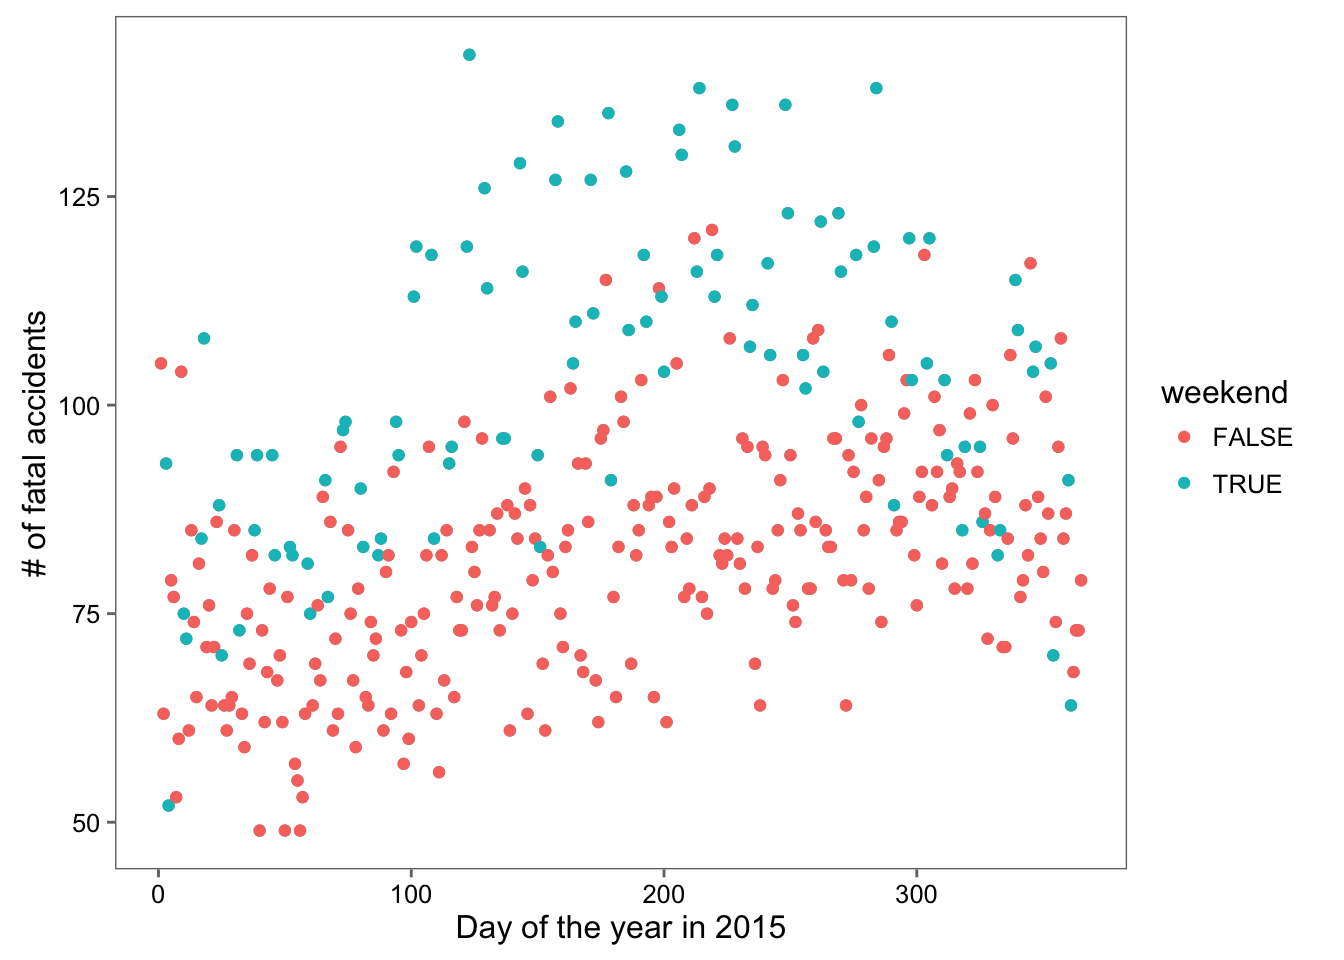 125
100
75
50
# of fatal accidents
0 100 200 300
Day of the year in 2015
weekend
FALSE
TRUE